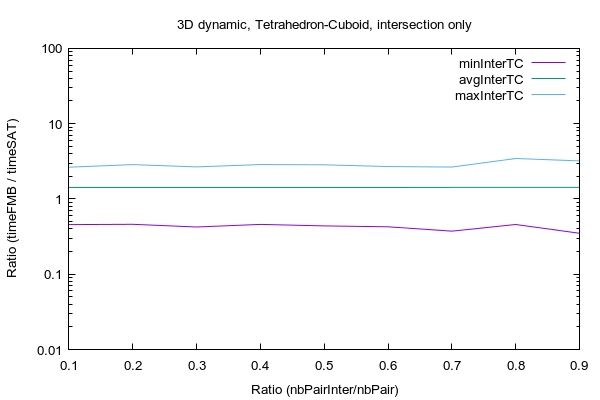 3D dynamic, Tetrahedron-Cuboid, intersection only
minInterTC
avgInterTC
maxInterTC
100
10
1
0.1
0.01
Ratio (timeFMB / timeSAT)
0.1 0.2 0.3 0.4 0.5 0.6 0.7 0.8 0.9
Ratio (nbPairInter/nbPair)